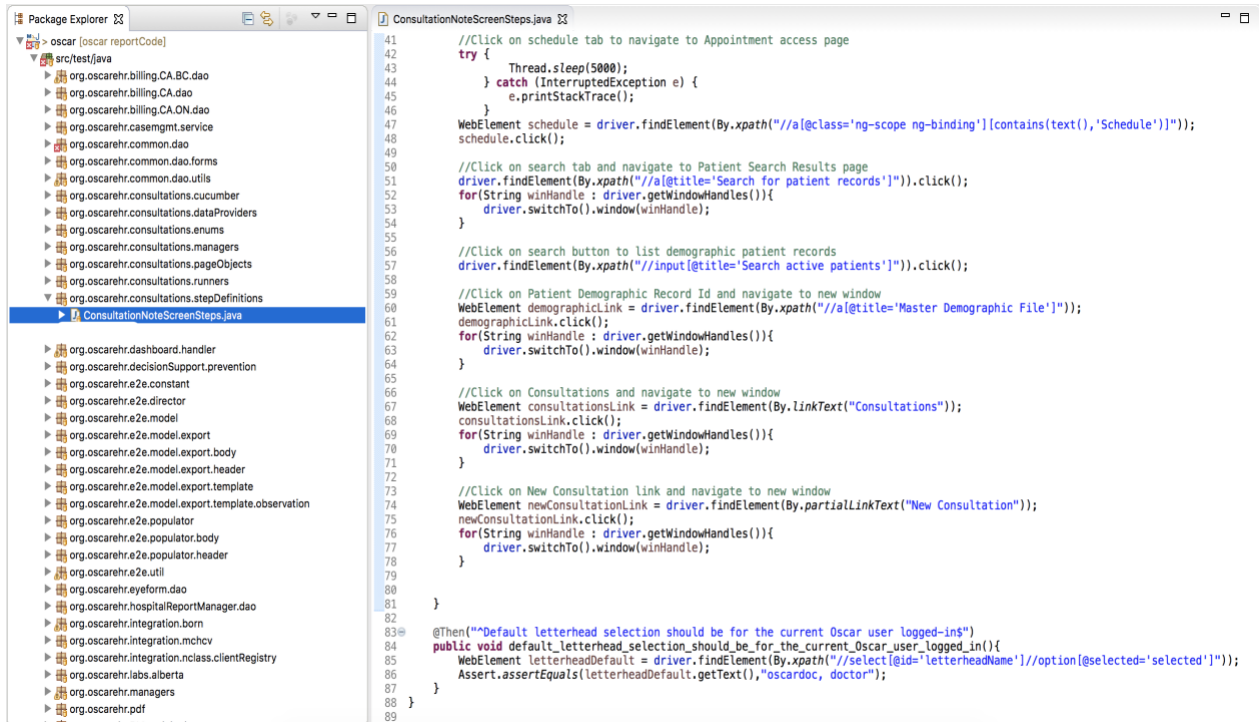 Package Explorer
> oscar [oscar reportCode]
src/test/java
org.oscarehr.billing.CA.BC.dao
org.oscarehr.billing.CA.dao
org.oscarehr.billing.CA.ON.dao
org.oscarehr.casemgmt.service
org.oscarehr.common.dao
org.oscarehr.common.dao.forms
org.oscarehr.common.dao.utils
org.oscarehr.consultations.cucumber
org.oscarehr.consultations.dataProviders
org.oscarehr.consultations.enums
org.oscarehr.consultations.managers
org.oscarehr.consultations.pageObjects
org.oscarehr.consultations.runners
org.oscarehr.consultations.stepDefinitions
ConsultationNoteScreenSteps.java
org.oscarehr.dashboard.handler
org.oscarehr.decisionSupport.prevention
org.oscarehr.e2e.constant
org.oscarehr.e2e.director
org.oscarehr.e2e.model
org.oscarehr.e2e.model.export
org.oscarehr.e2e.model.export.body
org.oscarehr.e2e.model.export.header
org.oscarehr.e2e.model.export.template
org.oscarehr.e2e.model.export.template.observation
org.oscarehr.e2e.populator
org.oscarehr.e2e.populator.body
org.oscarehr.e2e.populator.header
org.oscarehr.e2e.util
org.oscarehr.eyeform.dao
org.oscarehr.hospitalReportManager.dao
org.oscarehr.integration.born
org.oscarehr.integration.mchcv
org.oscarehr.integration.nclass.clientRegistry
org.oscarehr.labs.alberta
org.oscarehr.managers
org.oscarehr.pdf
ConsultationNoteScreenSteps.java
41 //Click on schedule tab to navigate to Appointment access page
42 try {
43 Thread.sleep(5000);
44 } catch (InterruptedException e) {
45 e.printStackTrace();
46 }
47 WebElement schedule = driver.findElement(By.xpath("//a[@class='ng-scope ng-binding'][contains(text(),'Schedule')]"));
48 schedule.click();
49
50 //Click on search tab and navigate to Patient Search Results page
51 driver.findElement(By.xpath("//a[@title='Search for patient records']")).click();
52 for(String winHandle : driver.getWindowHandles()){
53 driver.switchTo().window(winHandle);
54 }
55
56 //Click on search button to list demographic patient records
57 driver.findElement(By.xpath("//input[@title='Search active patients']")).click();
58
59 //Click on Patient Demographic Record Id and navigate to new window
60 WebElement demographicLink = driver.findElement(By.xpath("//a[@title='Master Demographic File']"));
61 demographicLink.click();
62 for(String winHandle : driver.getWindowHandles()){
63 driver.switchTo().window(winHandle);
64 }
65
66 //Click on Consultations and navigate to new window
67 WebElement consultationsLink = driver.findElement(By.linkText("Consultations"));
68 consultationsLink.click();
69 for(String winHandle : driver.getWindowHandles()){
70 driver.switchTo().window(winHandle);
71 }
72
73 //Click on New Consultation link and navigate to new window
74 WebElement newConsultationLink = driver.findElement(By.partialLinkText("New Consultation"));
75 newConsultationLink.click();
76 for(String winHandle : driver.getWindowHandles()){
77 driver.switchTo().window(winHandle);
78 }
79
80
81 }
82
83 @Then("^Default letterhead selection should be for the current Oscar user logged-in$")
84 public void default_letterhead_selection_should_be_for_the_current_Oscar_user_logged_in(){
85 WebElement letterheadDefault = driver.findElement(By.xpath("//select[@id='letterheadName']//option[@selected='selected']"));
86 Assert.assertEquals(letterheadDefault.getText(),"oscardoc, doctor");
87 }
88 }
89